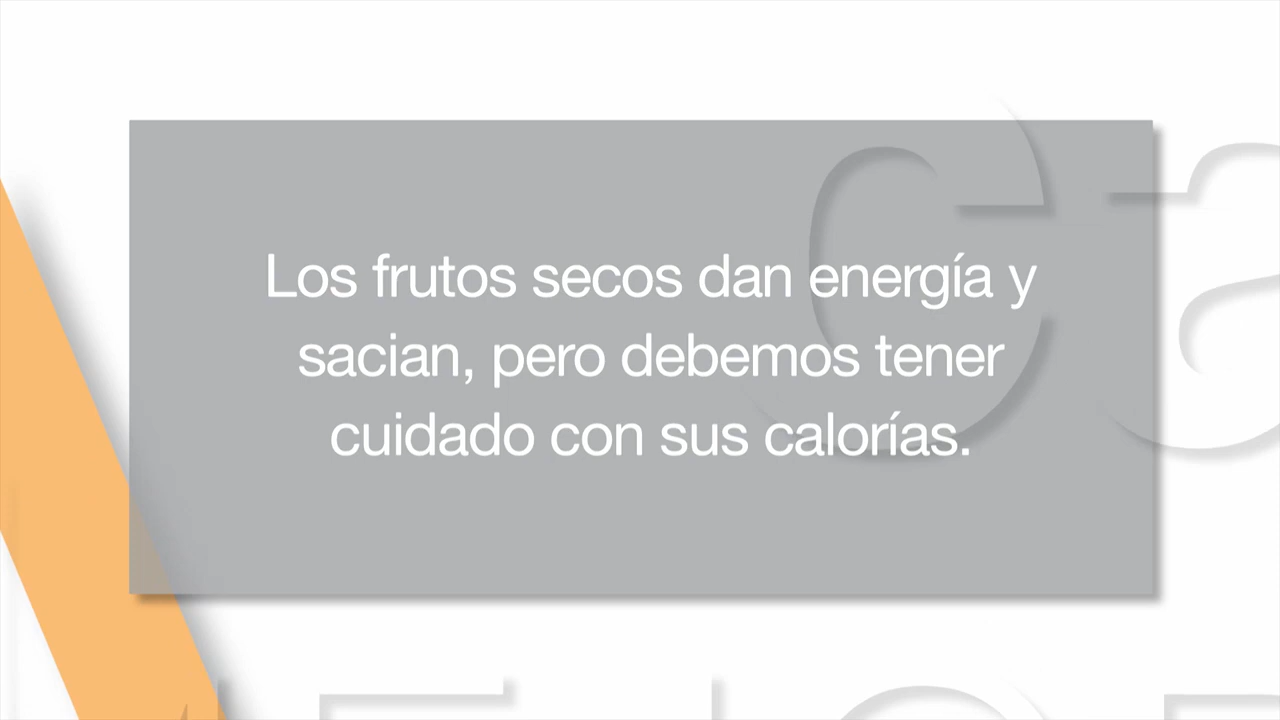 Los frutos secos dan energía y
sacian, pero debemos tener
cuidado con sus calorías.